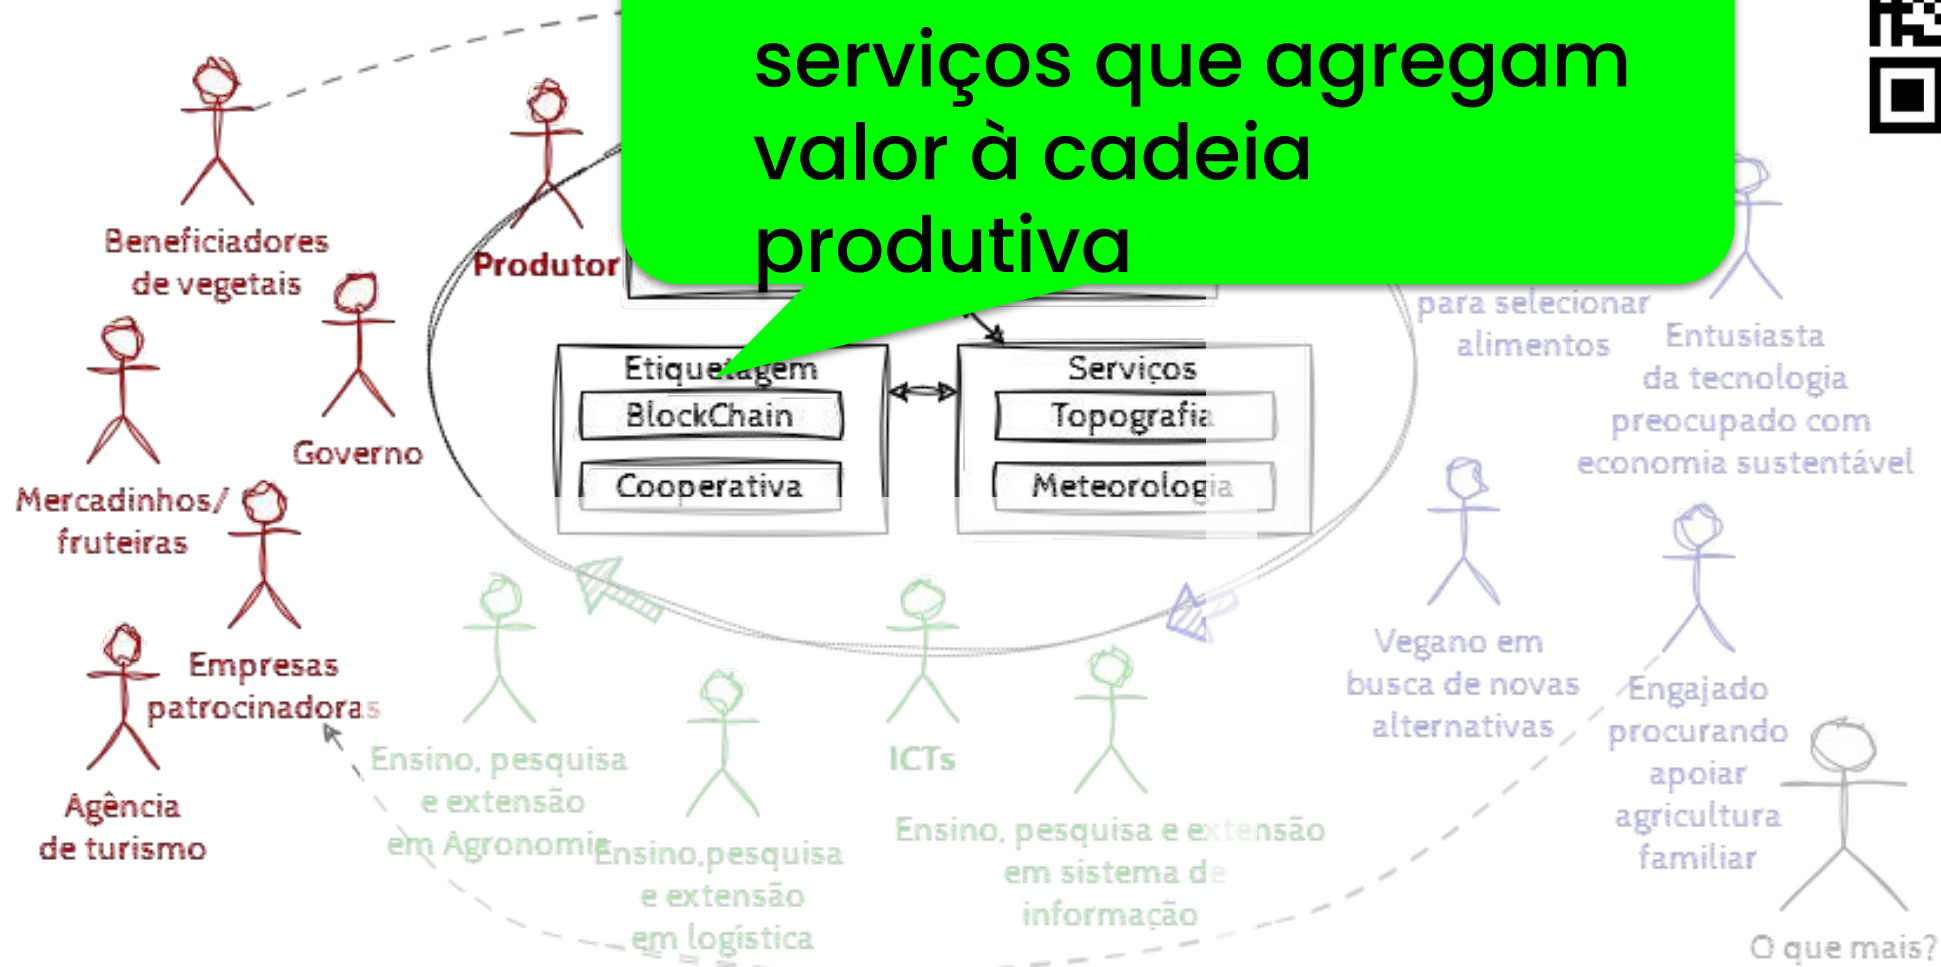 serviços que agregam
valor à cadeia
produtiva
Beneficiadores
de vegetais
Produtor
Governo
Mercadinhos/
fruteiras
Empresas
patrocinadoras
Agência
de turismo
Etiquetagem
BlockChain
Cooperativa
Serviços
Topografia
Meteorologia
para selecionar
alimentos
Entusiasta
da tecnologia
preocupado com
economia sustentável
Vegano em
busca de novas
alternativas
Engajado
procurando
apoiar
agricultura
familiar
Ensino, pesquisa
e extensão
em Agronomia
Ensino,pesquisa
e extensão
em logística
ICTs
Ensino, pesquisa e extensão
em sistema de
informação
O que mais?